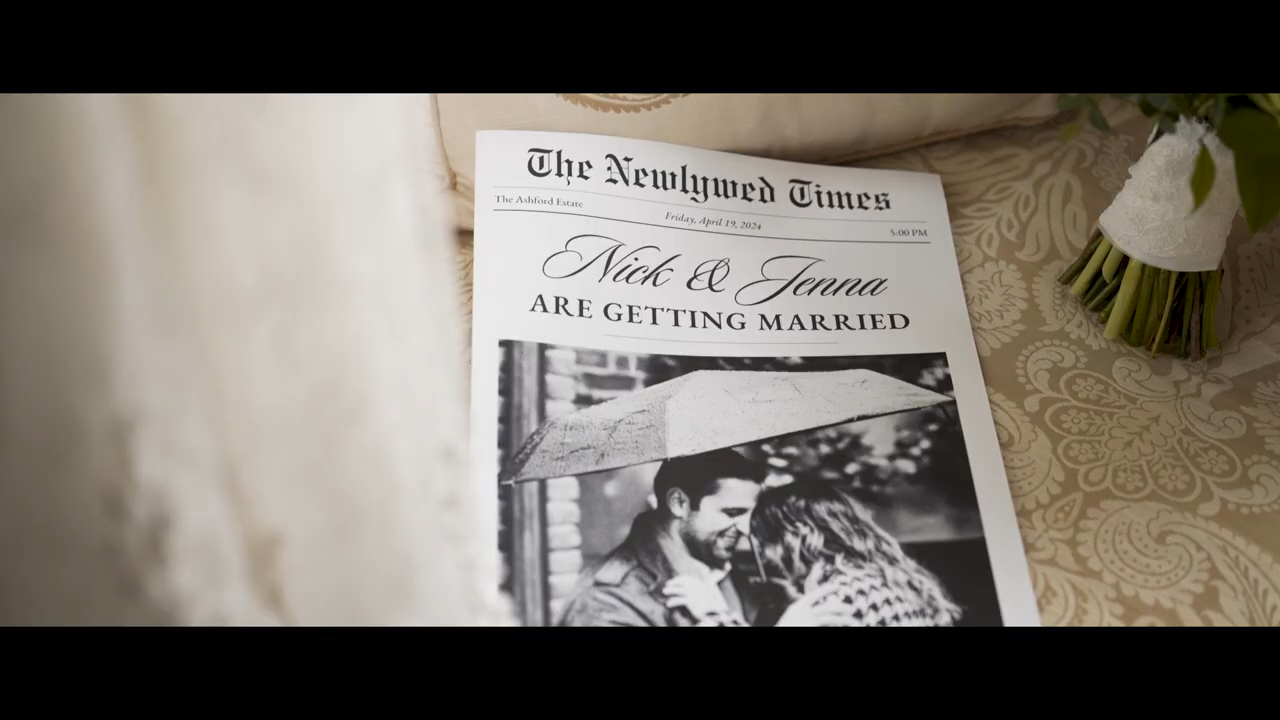 The Newlywed Times
The Ashford Estate Friday, April 19, 2024 5:00 PM
Nick & Jenna
ARE GETTING MARRIED